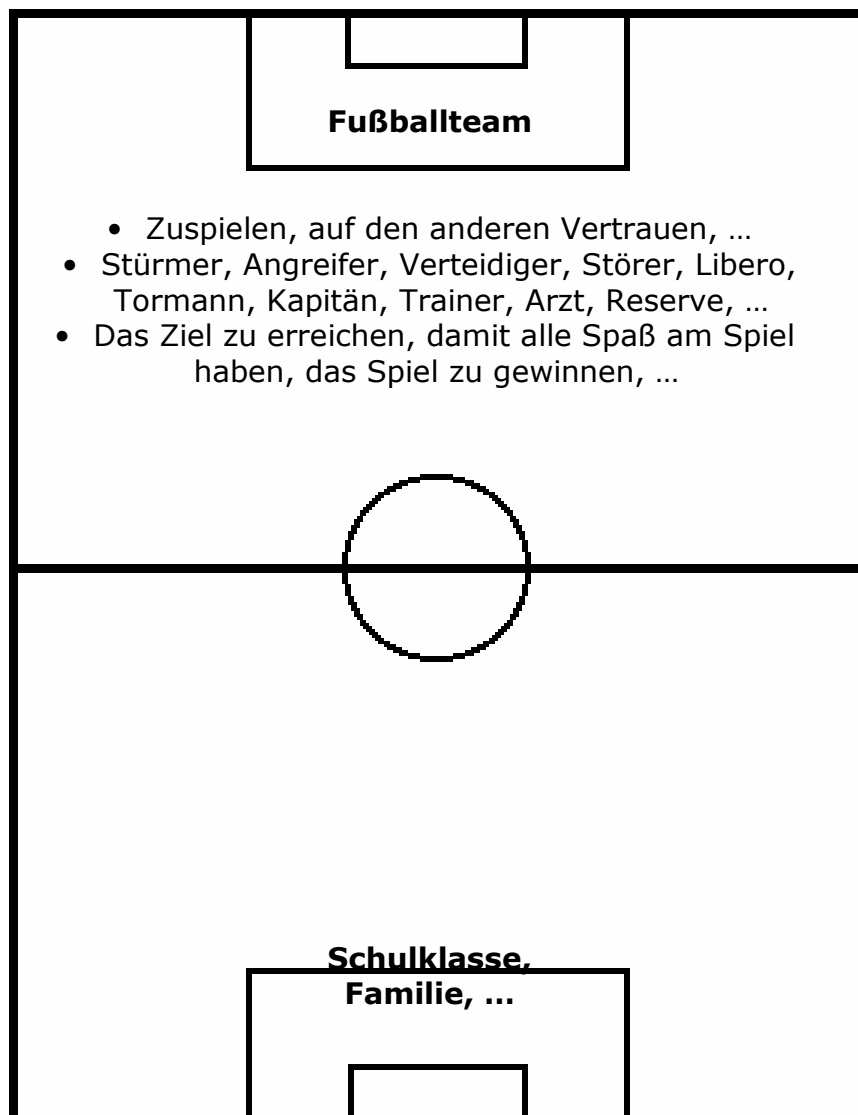 Fußballteam
• Zuspielen, auf den anderen Vertrauen, ...
• Stürmer, Angreifer, Verteidiger, Störer, Libero,
Tormann, Kapitän, Trainer, Arzt, Reserve, ...
• Das Ziel zu erreichen, damit alle Spaß am Spiel
haben, das Spiel zu gewinnen, ...
Schulklasse,
Familie, ...